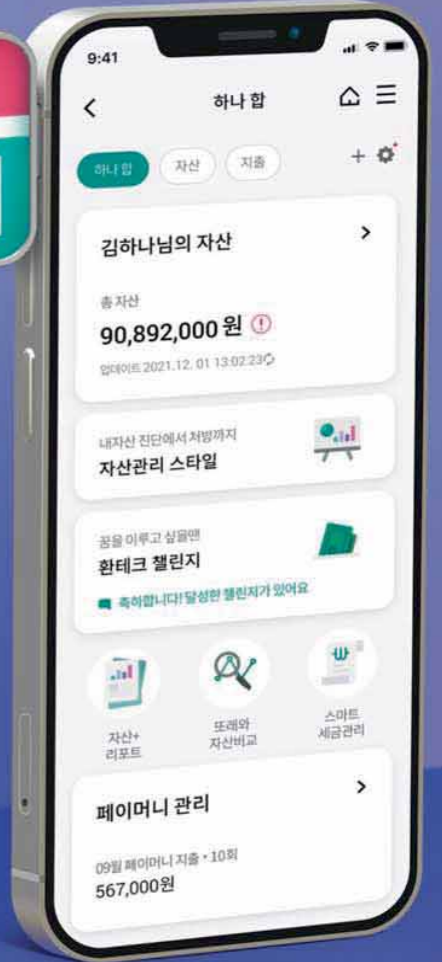 9:41
하나 합
하나 합 자산 지출
김하나님의 자산
총 자산
90,892,000 원
업데이트 2021.12. 01 13:02:23
내자산 진단에서 처방까지
자산관리 스타일
꿈을 이루고 싶을땐
환테크 챌린지
축하합니다! 달성한 챌린지가 있어요
자산+
리포트
또래와
자산비교
스마트
세금관리
페이머니 관리
09월 페이머니 지출 • 10회
567,000원